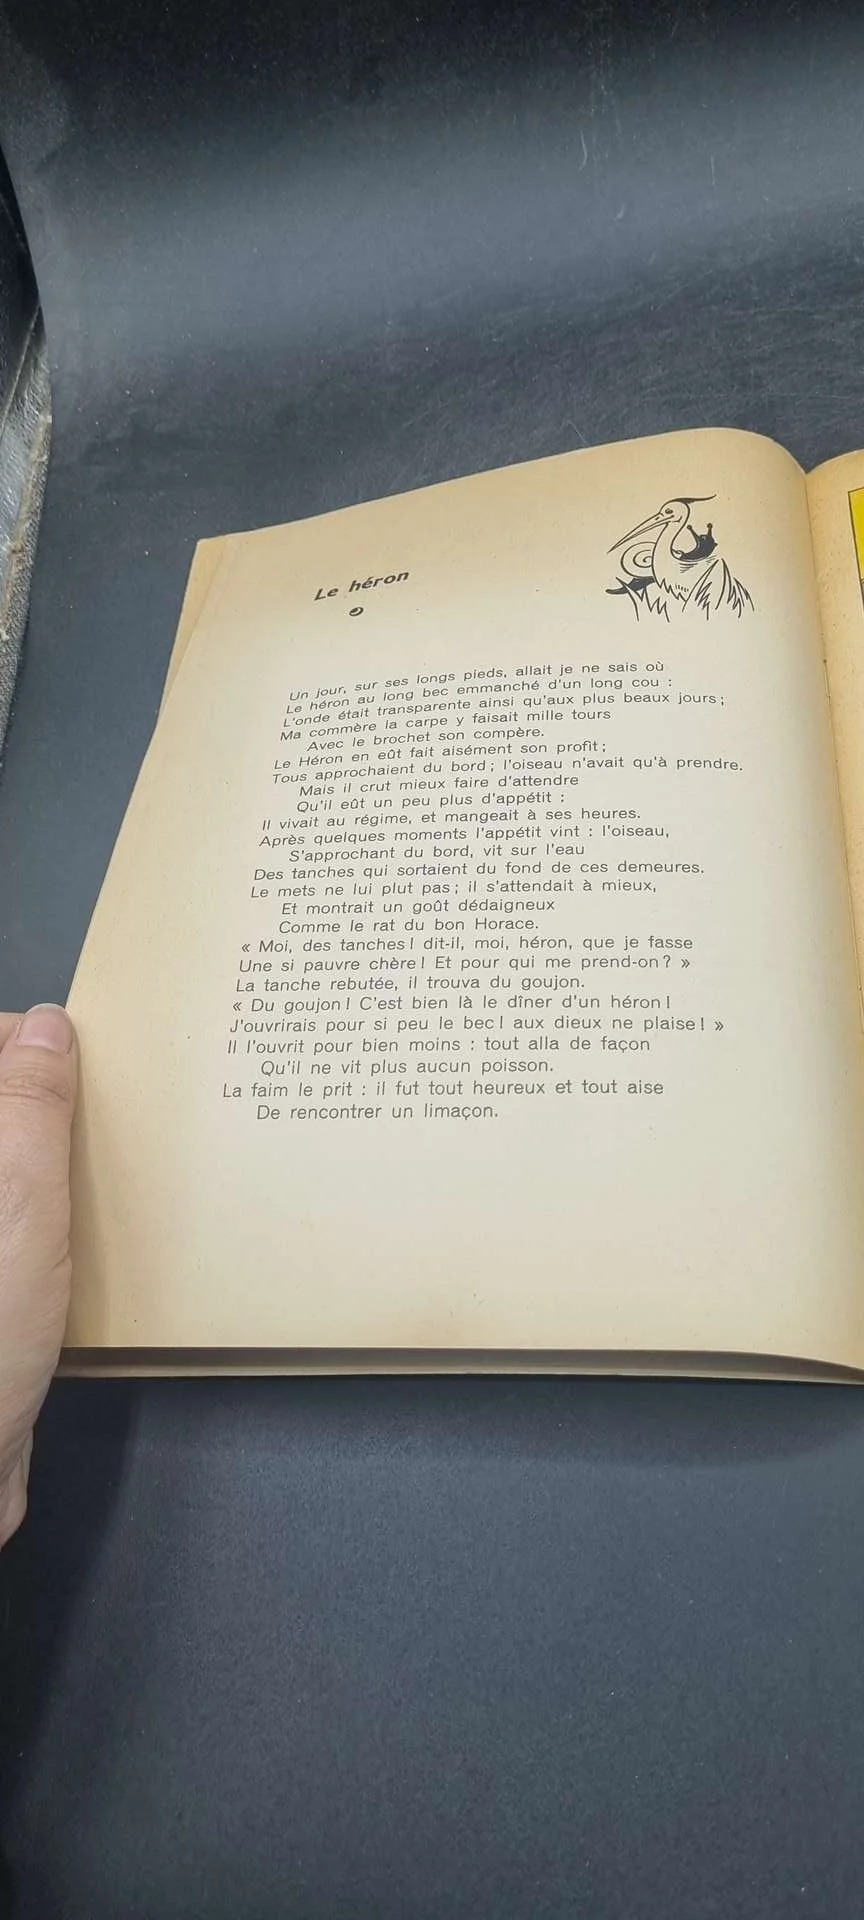 Le héron
Un jour, sur ses longs pieds, allait je ne sais où
Le héron au long bec emmanché d'un long cou :
L'onde était transparente ainsi qu'aux plus beaux jours ;
Ma commère la carpe y faisait mille tours
Avec le brochet son compère.
Le Héron en eût fait aisément son profit ;
Tous approchaient du bord ; l'oiseau n'avait qu'à prendre.
Mais il crut mieux faire d'attendre
Qu'il eût un peu plus d'appétit :
Il vivait au régime, et mangeait à ses heures.
Après quelques moments l'appétit vint : l'oiseau,
S'approchant du bord, vit sur l'eau
Des tanches qui sortaient du fond de ces demeures.
Le mets ne lui plut pas ; il s'attendait à mieux,
Et montrait un goût dédaigneux
Comme le rat du bon Horace.
« Moi, des tanches ! dit-il, moi, héron, que je fasse
Une si pauvre chère ! Et pour qui me prend-on ? »
La tanche rebutée, il trouva du goujon.
« Du goujon ! C'est bien là le dîner d'un héron !
J'ouvrirais pour si peu le bec ! aux dieux ne plaise ! »
Il l'ouvrit pour bien moins : tout alla de façon
Qu'il ne vit plus aucun poisson.
La faim le prit : il fut tout heureux et tout aise
De rencontrer un limaçon.